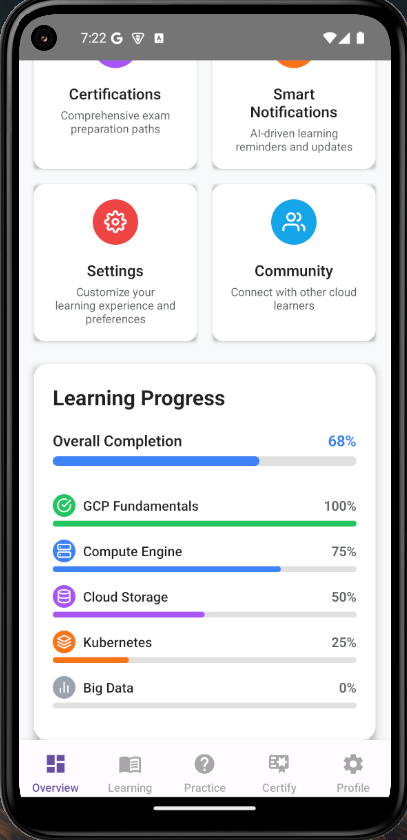 7:22
Certifications
Comprehensive exam
preparation paths
Smart
Notifications
AI-driven learning
reminders and updates
Settings
Customize your
learning experience and
preferences
Community
Connect with other cloud
learners
Learning Progress
Overall Completion 68%
GCP Fundamentals 100%
Compute Engine 75%
Cloud Storage 50%
Kubernetes 25%
Big Data 0%
Overview Learning Practice Certify Profile